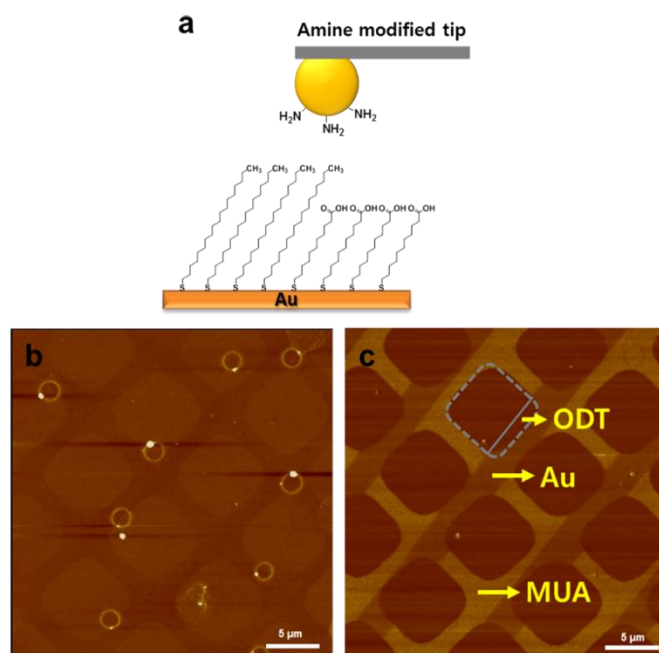 a
Amine modified tip
H₂N
NH₂
NH₂
CH₃ CH₃ CH₃ CH₃
O OH O OH O OH O OH
S S S S S S S S
Au
b
5 µm
c
ODT
Au
MUA
5 µm